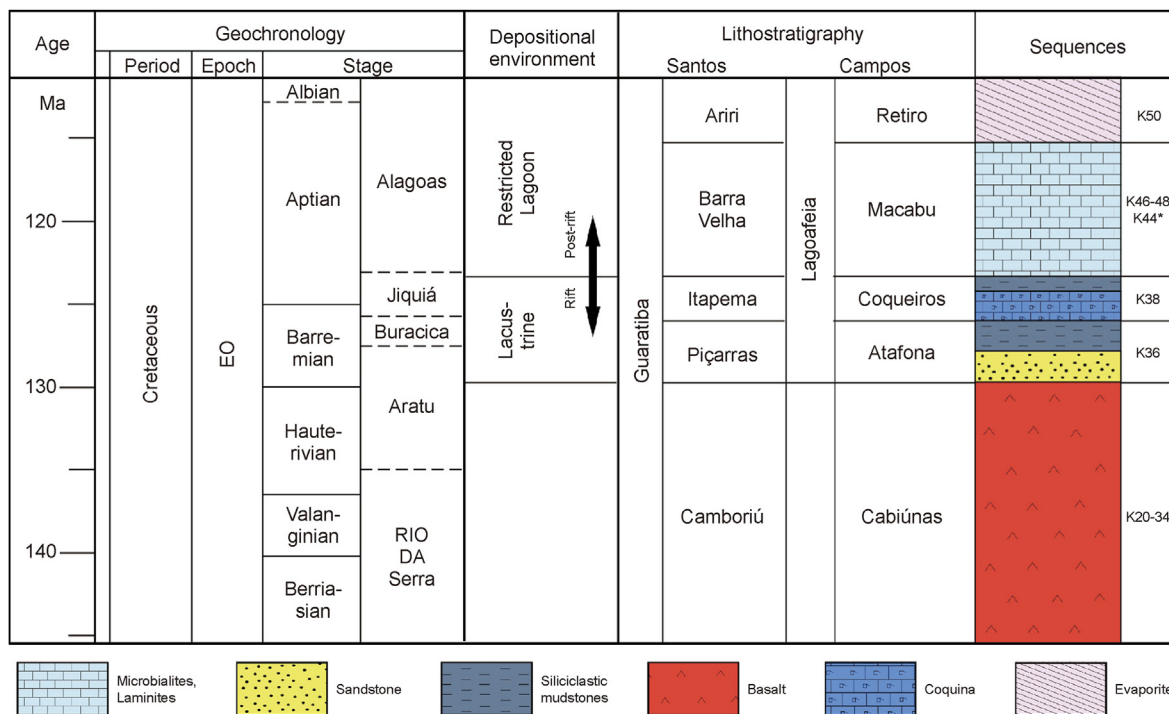 Age
Geochronology
Depositional
environment
Lithostratigraphy
Sequences
Period
Epoch
Stage
Santos
Campos
Ma
120
130
140
Cretaceous
EO
Albian
Aptian
Barre-
mian
Haute-
rivian
Valan-
ginian
Berria-
sian
Alagoas
Jiquiá
Buracica
Aratu
RIO
DA
Serra
Restricted
Lagoon
Post-rift
Rift
Lacus-
trine
Guaratiba
Ariri
Barra
Velha
Itapema
Piçarras
Camboriú
Lagoafeia
Retiro
Macabu
Coqueiros
Atafona
Cabiúnas
K50
K46-48
K44*
K38
K36
K20-34
Microbialites,
Laminites
Sandstone
Siliciclastic
mudstones
Basalt
Coquina
Evaporite